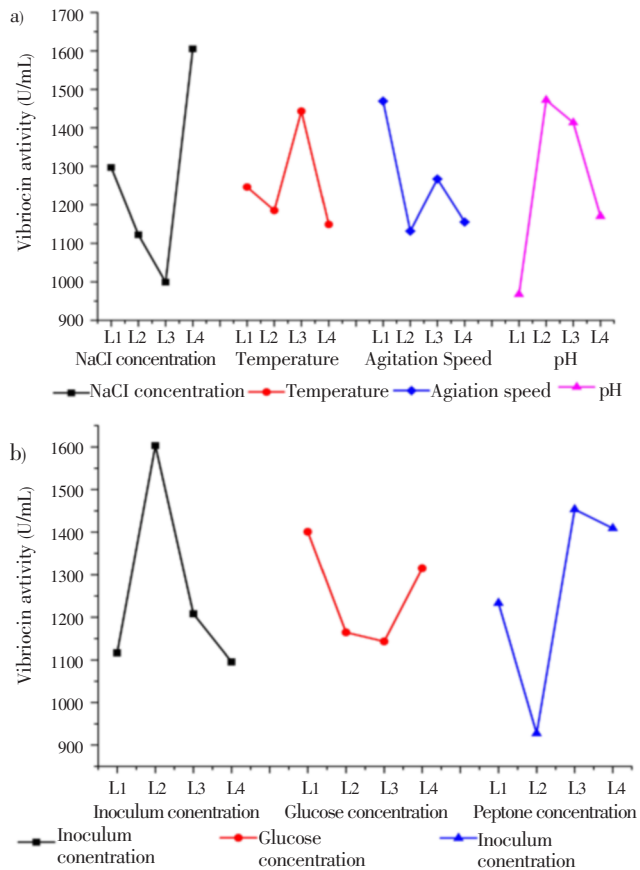 a)
1700
1600
1500
1400
1300
1200
1100
1000
900
Vibriocin avtivity (U/mL)
L1 L2 L3 L4 L1 L2 L3 L4 L1 L2 L3 L4 L1 L2 L3 L4
NaCI concentration Temperature Agitation Speed pH
NaCI concentration Temperature Agiation speed pH
b)
1600
1500
1400
1300
1200
1100
1000
900
Vibriocin avtivity (U/mL)
L1 L2 L3 L4 L1 L2 L3 L4 L1 L2 L3 L4
Inoculum conentration Glucose concentration Peptone concentration
Inoculum Glucose Inoculum
conentration concentration conentration